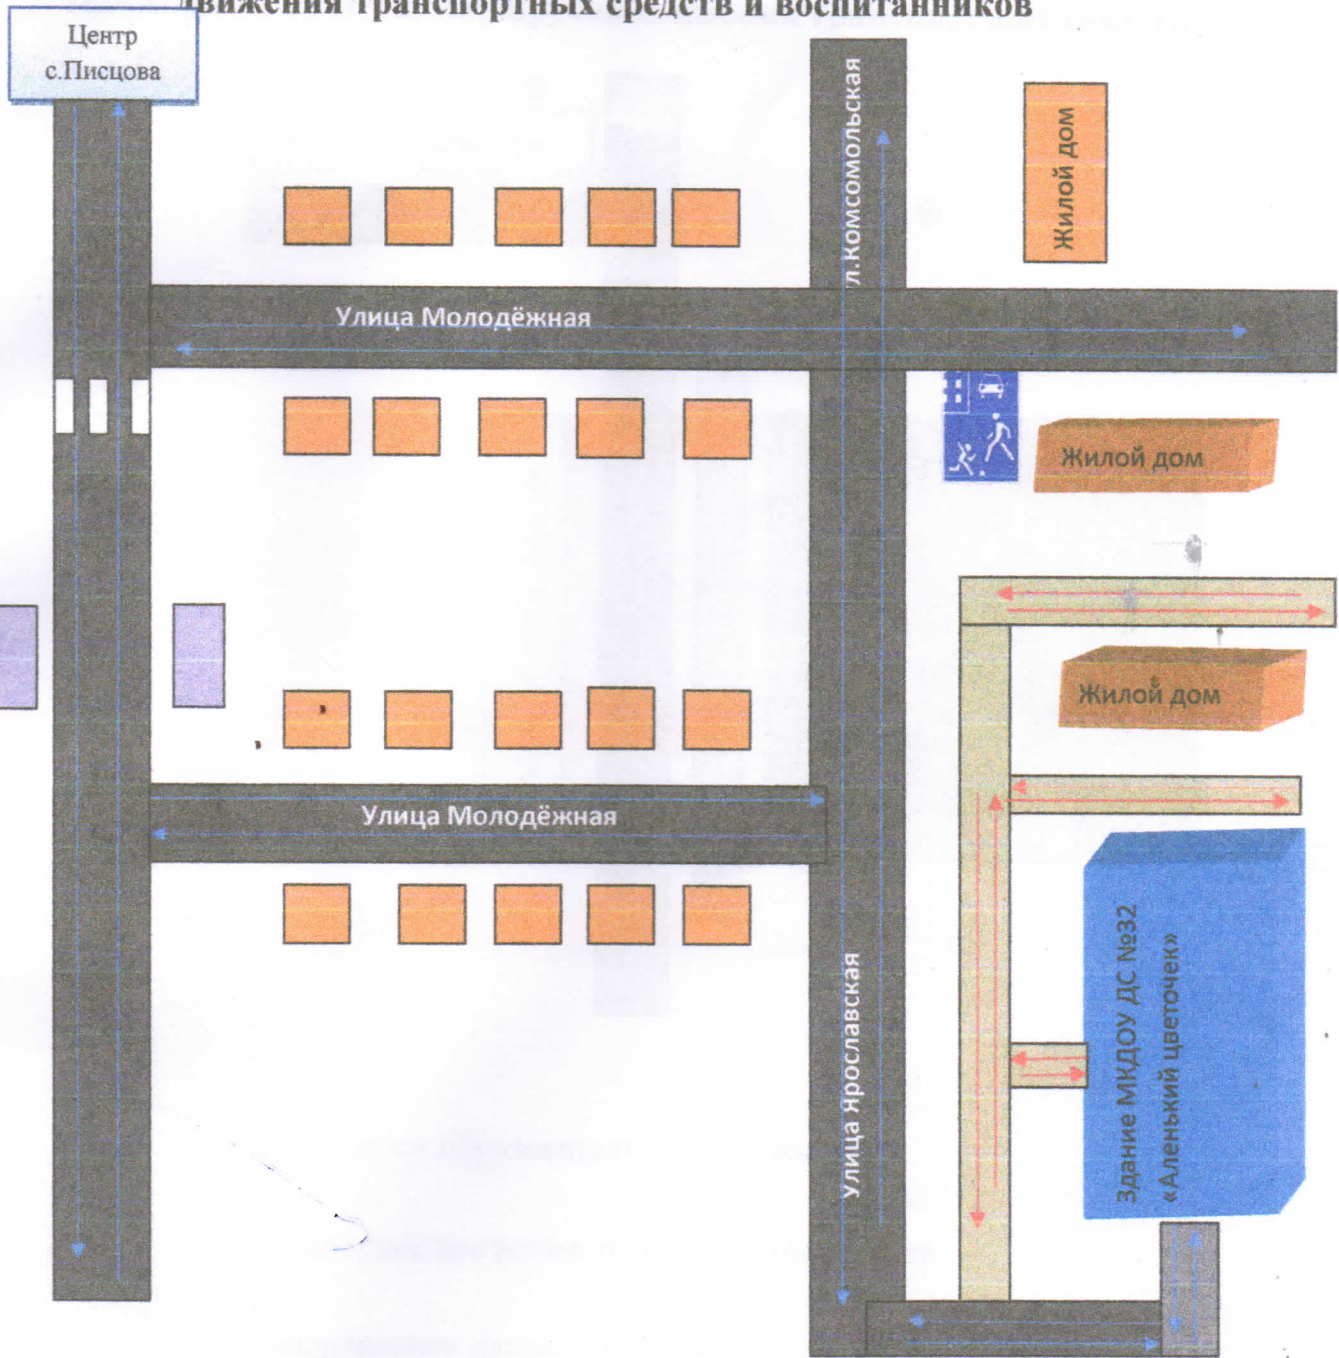 движения транспортных средств и воспитанников
Центр
с.Писцова
л.Комсомольская
Жилой дом
Улица Молодёжная
Жилой дом
Жилой дом
Улица Молодёжная
Улица Ярославская
Здание МКДОУ ДС №32
«Аленький цветочек»